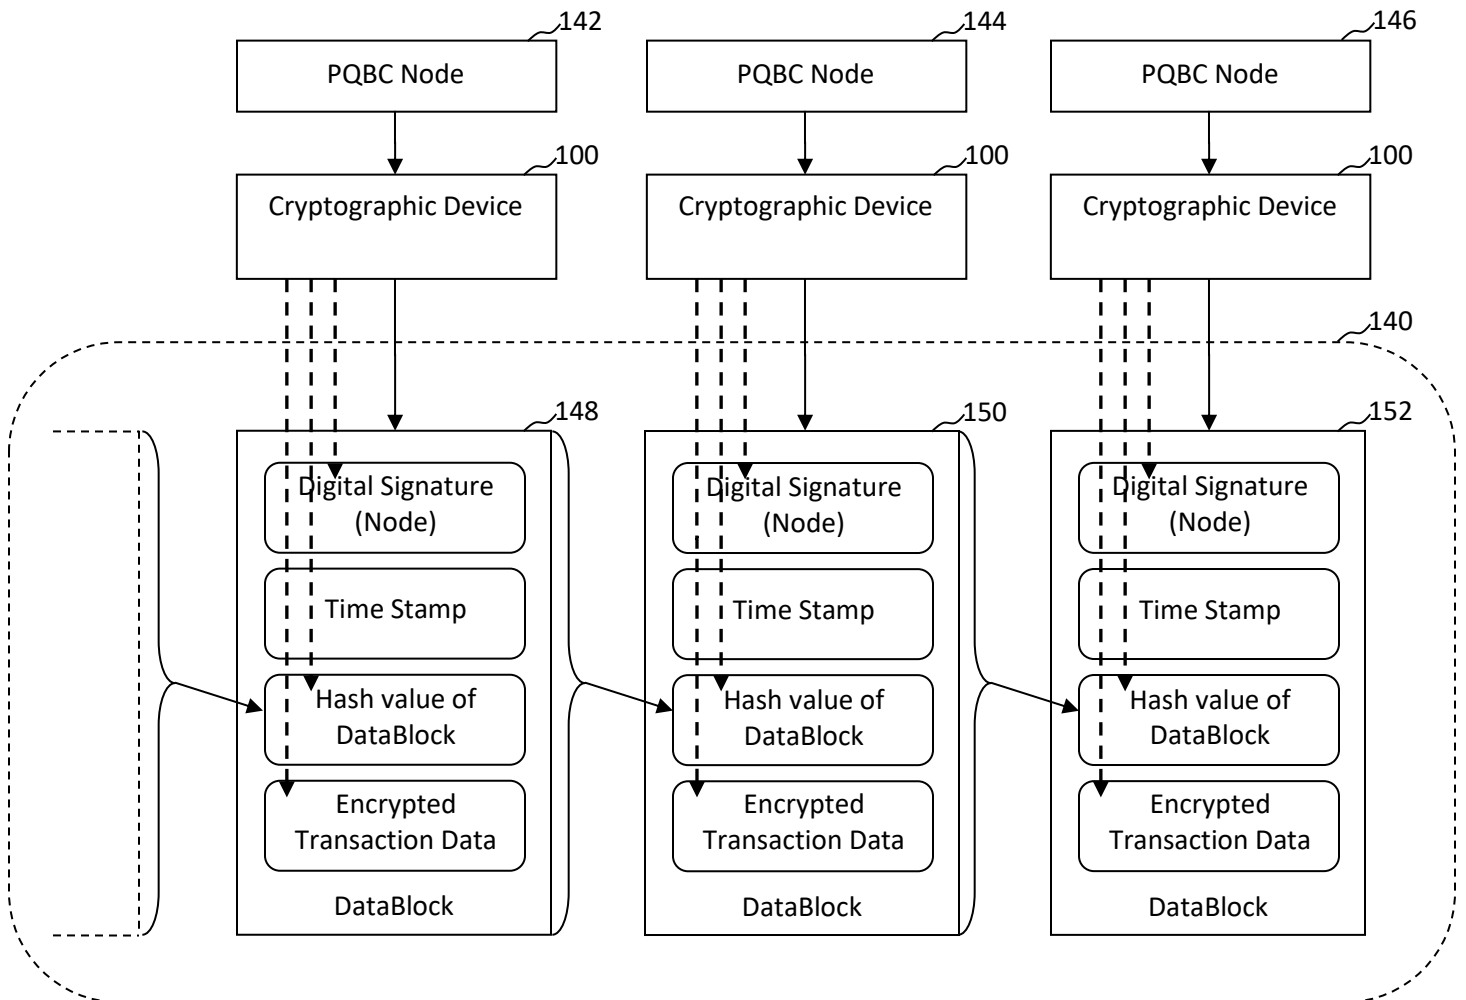 142
144
146
PQBC Node
PQBC Node
PQBC Node
100
100
100
Cryptographic Device
Cryptographic Device
Cryptographic Device
140
148
150
152
Digital Signature
(Node)
Time Stamp
Hash value of
DataBlock
Encrypted
Transaction Data
DataBlock
Digital Signature
(Node)
Time Stamp
Hash value of
DataBlock
Encrypted
Transaction Data
DataBlock
Digital Signature
(Node)
Time Stamp
Hash value of
DataBlock
Encrypted
Transaction Data
DataBlock